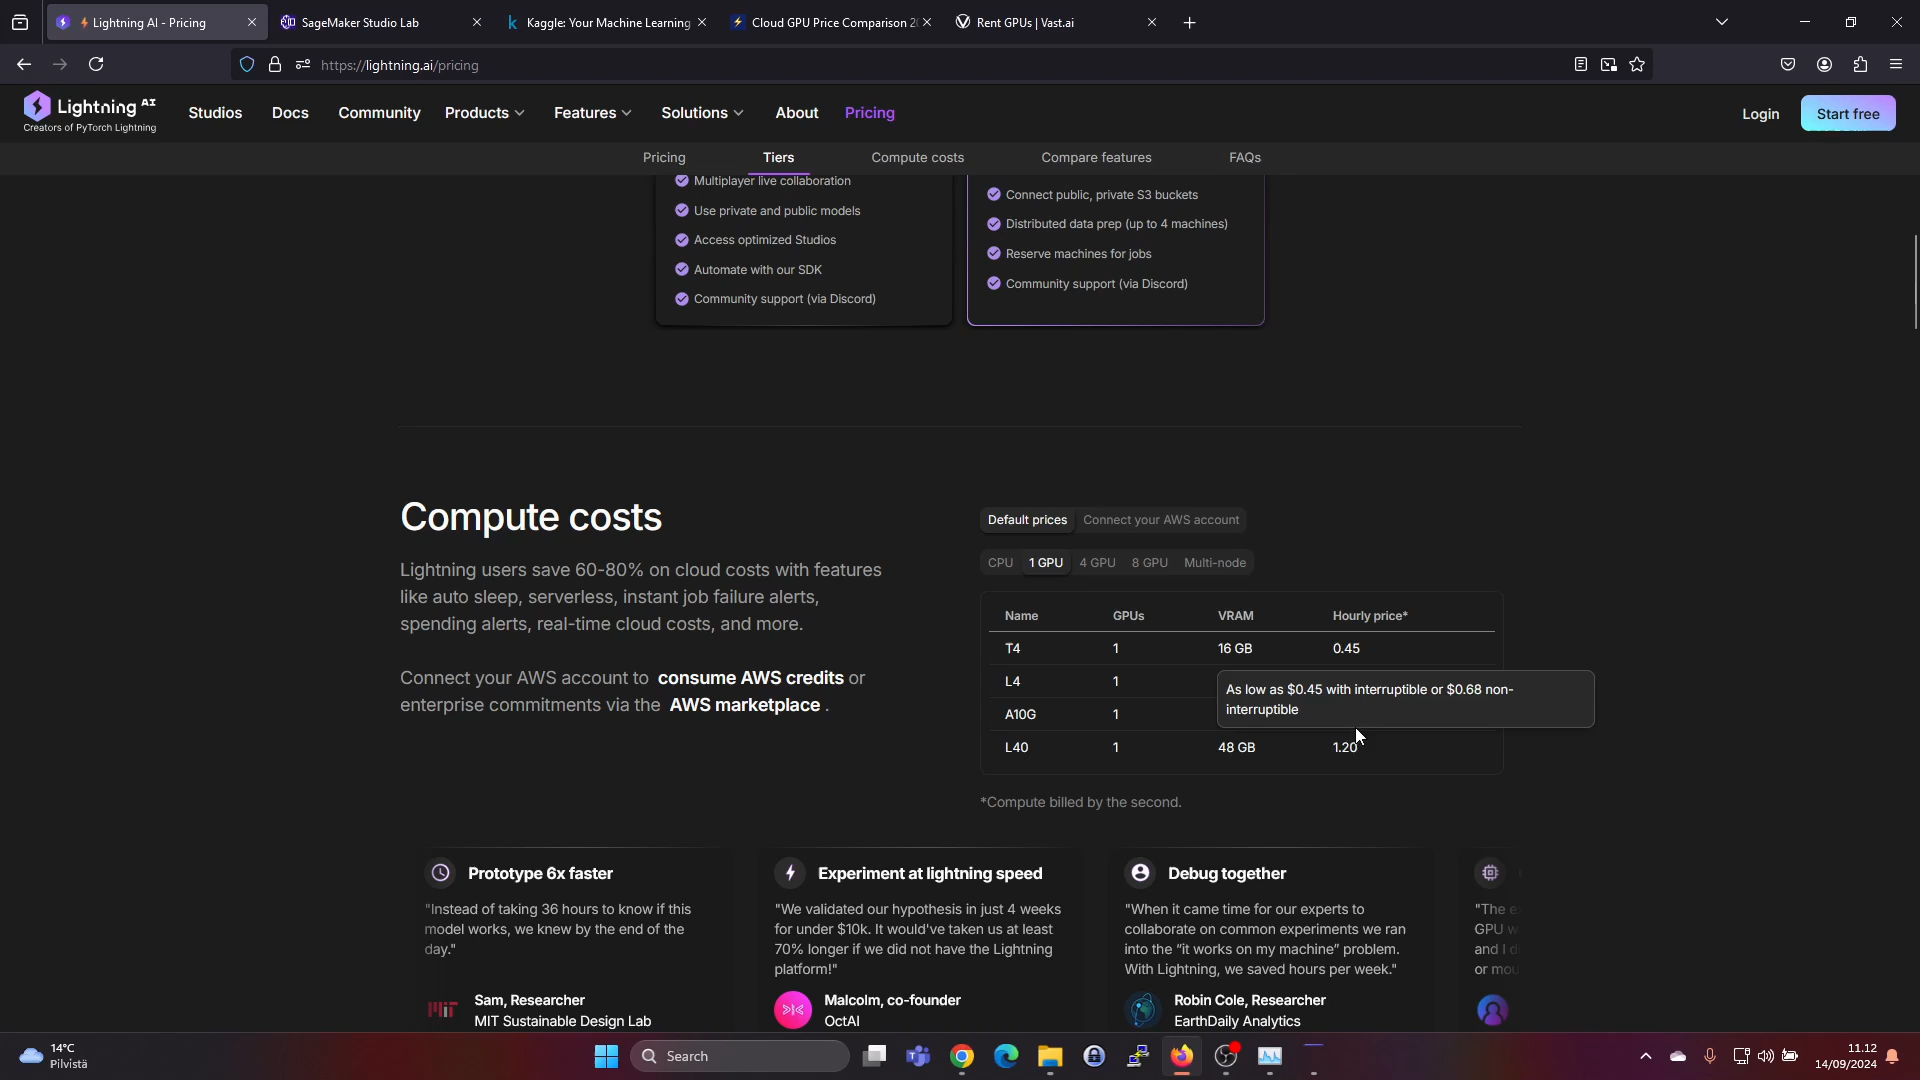 Lightning AI - Pricing
SageMaker Studio Lab
Kaggle: Your Machine Learning
Cloud GPU Price Comparison
Rent GPUs | Vast.ai
https://lightning.ai/pricing
Lightning AI
Creators of PyTorch Lightning
Studios
Docs
Community
Products
Features
Solutions
About
Pricing
Login
Start free
Pricing
Tiers
Compute costs
Compare features
FAQs
Multiplayer live collaboration
Use private and public models
Access optimized Studios
Automate with our SDK
Community support (via Discord)
Connect public, private S3 buckets
Distributed data prep (up to 4 machines)
Reserve machines for jobs
Community support (via Discord)
Compute costs
Lightning users save 60-80% on cloud costs with features
like auto sleep, serverless, instant job failure alerts,
spending alerts, real-time cloud costs, and more.
Connect your AWS account to consume AWS credits or
enterprise commitments via the AWS marketplace .
Default prices Connect your AWS account
CPU 1 GPU 4 GPU 8 GPU Multi-node
Name GPUs VRAM Hourly price*
T4 1 16 GB 0.45
L4 1
A10G 1
L40 1 48 GB 1.20
As low as $0.45 with interruptible or $0.68 non-
interruptible
*Compute billed by the second.
Prototype 6x faster
"Instead of taking 36 hours to know if this
model works, we knew by the end of the
day."
Sam, Researcher
MIT Sustainable Design Lab
Experiment at lightning speed
"We validated our hypothesis in just 4 weeks
for under $10k. It would've taken us at least
70% longer if we did not have the Lightning
platform!"
Malcolm, co-founder
OctAI
Debug together
"When it came time for our experts to
collaborate on common experiments we ran
into the “it works on my machine” problem.
With Lightning, we saved hours per week."
Robin Cole, Researcher
EarthDaily Analytics
"The
GPU
and I
or
14°C
Pilvistä
Search
11.12
14/09/2024